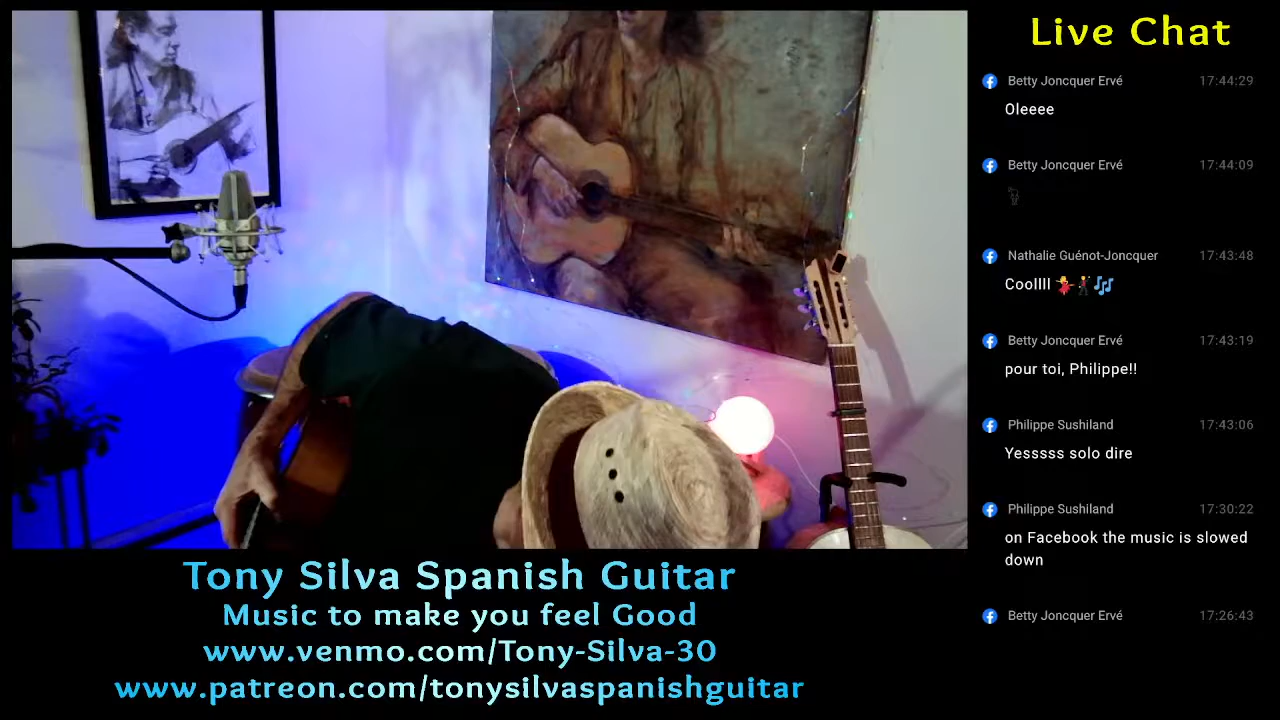 Live Chat
Betty Joncquer Ervé 17:44:29
Oleeee
Betty Joncquer Ervé 17:44:09
Nathalie Guénot-Joncquer 17:43:48
Coollll 💃🕺🎶
Betty Joncquer Ervé 17:43:19
pour toi, Philippe!!
Philippe Sushiland 17:43:06
Yesssss solo dire
Philippe Sushiland 17:30:22
on Facebook the music is slowed
down
Betty Joncquer Ervé 17:26:43
Tony Silva Spanish Guitar
Music to make you feel Good
www.venmo.com/Tony-Silva-30
www.patreon.com/tonysilvaspanishguitar